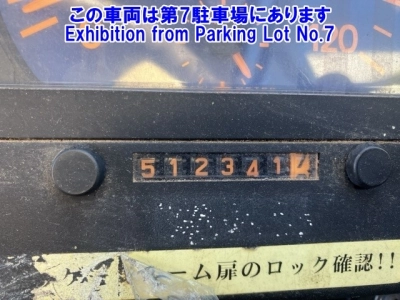 この車両は第7駐車場にあります
Exhibition from Parking Lot No.7
120
512341
ーム扉のロック確認!!